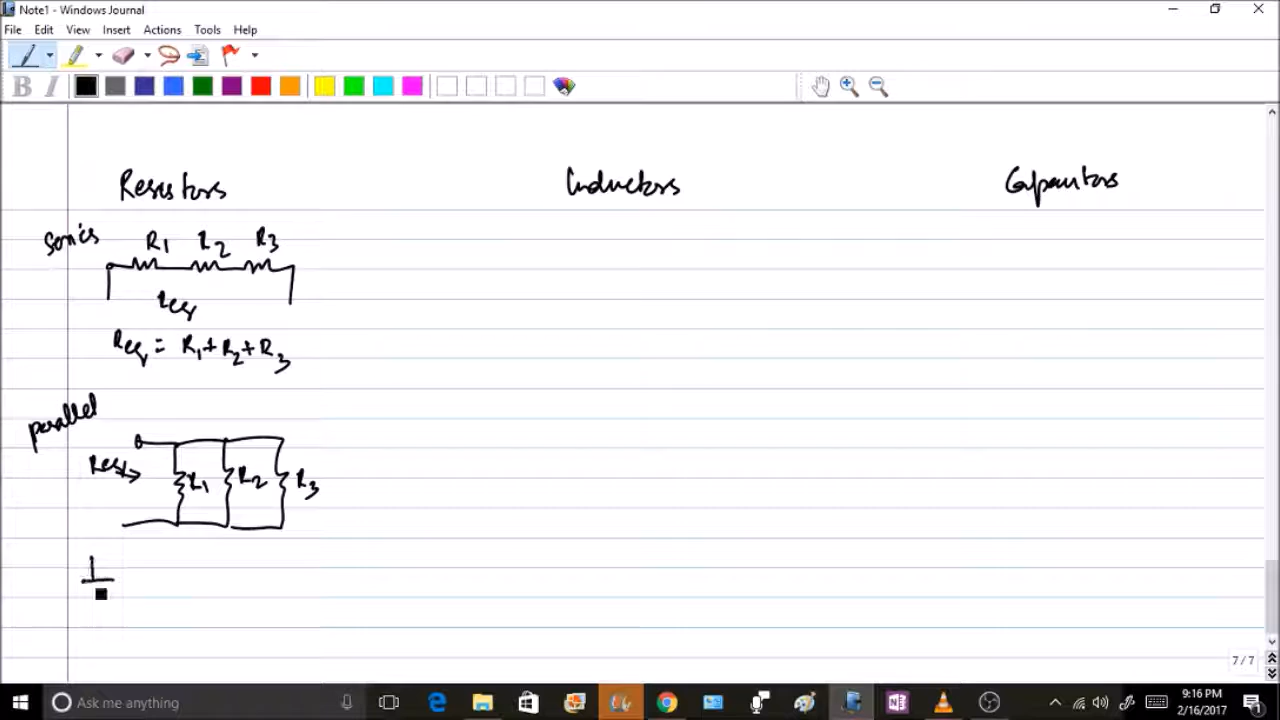 Note1 - Windows Journal
File Edit View Insert Actions Tools Help
B I
Resistors Inductors Capacitors
Series R1 R2 R3
Req
Req = R1+R2+R3
parallel
Req R1 R2 R3
1
7 / 7
Ask me anything
9:16 PM
2/16/2017